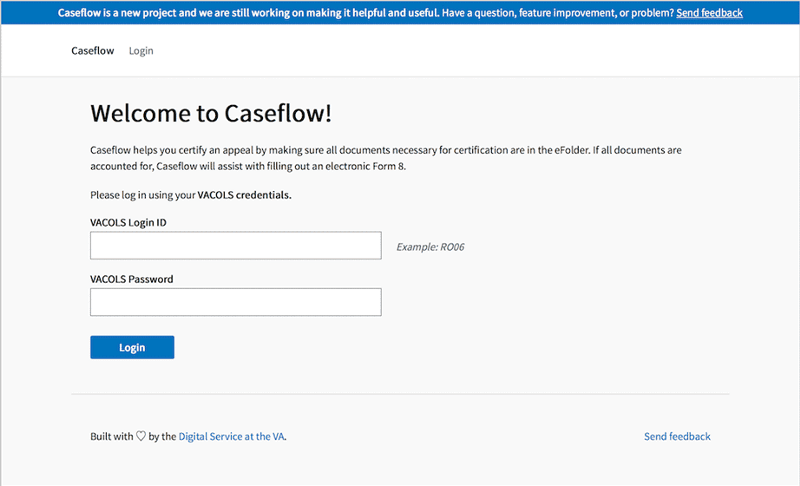 Caseflow is a new project and we are still working on making it helpful and useful. Have a question, feature improvement, or problem? Send feedback
Caseflow Login
Welcome to Caseflow!
Caseflow helps you certify an appeal by making sure all documents necessary for certification are in the eFolder. If all documents are
accounted for, Caseflow will assist with filling out an electronic Form 8.
Please log in using your VACOLS credentials.
VACOLS Login ID
Example: RO06
VACOLS Password
Login
Built with ♡ by the Digital Service at the VA. Send feedback